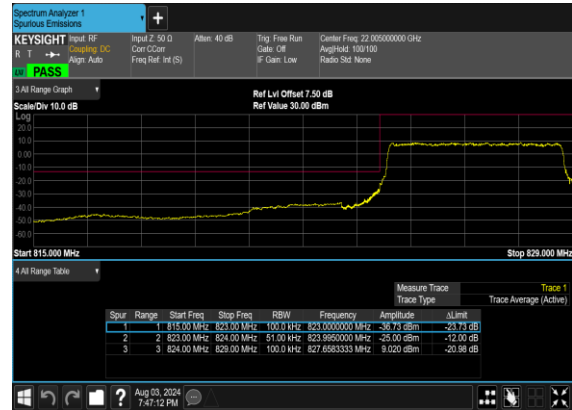 Spectrum Analyzer 1
Spurious Emissions
+
KEYSIGHT Input: RF Input Z: 50 Ω Atten: 40 dB Trig: Free Run Center Freq: 22.005000000 GHz
R T Coupling: DC Corr CCorr Gate: Off Avg|Hold: 100/100
Align: Auto Freq Ref: Int (S) IF Gain: Low Radio Std: None
PASS
3 All Range Graph
Ref Lvl Offset 7.50 dB
Scale/Div 10.0 dB Ref Value 30.00 dBm
Log
20.0
10.0
0.00
-10.0
-20.0
-30.0
-40.0
-50.0
-60.0
Start 815.000 MHz Stop 829.000 MHz
4 All Range Table
Measure Trace Trace 1
Trace Type Trace Average (Active)
Spur Range Start Freq Stop Freq RBW Frequency Amplitude ΔLimit
1 1 815.00 MHz 823.00 MHz 100.0 kHz 823.0000000 MHz -36.73 dBm -23.73 dB
2 2 823.00 MHz 824.00 MHz 51.00 kHz 823.9950000 MHz -25.00 dBm -12.00 dB
3 3 824.00 MHz 829.00 MHz 100.0 kHz 827.6583333 MHz 9.020 dBm -20.98 dB
? Aug 03, 2024
7:47:12 PM